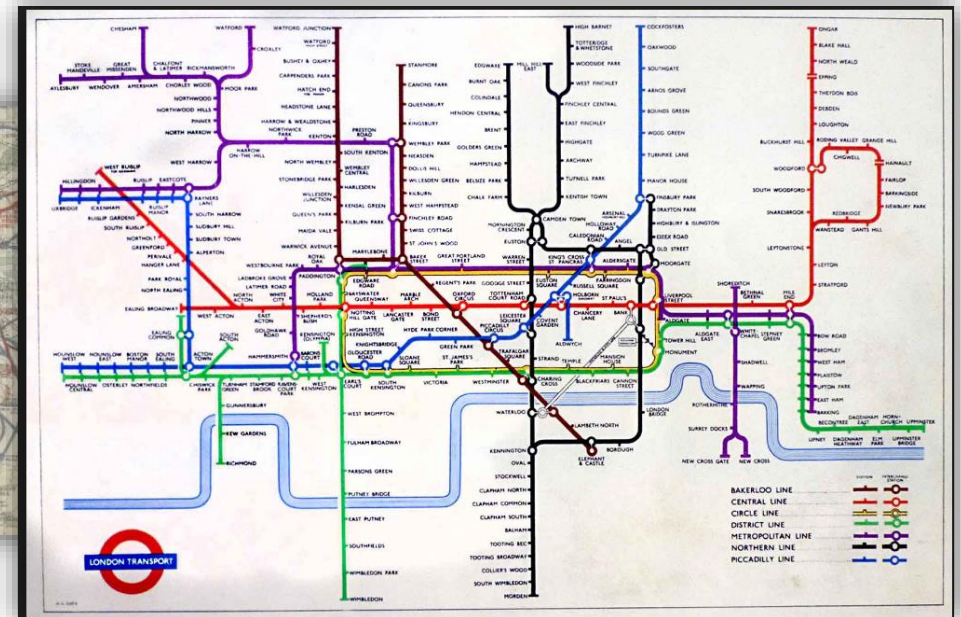 CHESHAM
WATFORD
CROXLEY
WATFORD JUNCTION
WATFORD
HIGH STREET
BUSHEY & OXHEY
CARPENDERS PARK
HATCH END
HEADSTONE LANE
HARROW & WEALDSTONE
KENTON
STOKE MANDEVILLE
GREAT MISSENDEN
CHALFONT & LATIMER
RICKMANSWORTH
AYLESBURY
WENDOVER
AMERSHAM
CHORLEY WOOD
MOOR PARK
NORTHWOOD
NORTHWOOD HILLS
PINNER
NORTH HARROW
NORTHWICK PARK
HARROW ON-THE-HILL
PRESTON ROAD
WEST HARROW
STANMORE
CANONS PARK
QUEENSBURY
KINGSBURY
WEMBLEY PARK
NEASDEN
DOLLIS HILL
WILLESDEN GREEN
KILBURN
WEST HAMPSTEAD
FINCHLEY ROAD
SWISS COTTAGE
ST JOHN'S WOOD
SOUTH KENTON
NORTH WEMBLEY
WEMBLEY CENTRAL
STONEBRIDGE PARK
HARLESDEN
WILLESDEN JUNCTION
KENSAL GREEN
QUEEN'S PARK
KILBURN PARK
MAIDA VALE
WARWICK AVENUE
EDGWARE
MILL HILL EAST
BURNT OAK
COLINDALE
HENDON CENTRAL
BRENT
GOLDERS GREEN
HAMPSTEAD
BELSIZE PARK
CHALK FARM
HIGH BARNET
TOTTERIDGE & WHETSTONE
WOODSIDE PARK
WEST FINCHLEY
FINCHLEY CENTRAL
EAST FINCHLEY
HIGHGATE
ARCHWAY
TUFNELL PARK
KENTISH TOWN
CAMDEN TOWN
MORNINGTON CRESCENT
EUSTON
COCKFOSTERS
OAKWOOD
SOUTHGATE
ARNOS GROVE
BOUNDS GREEN
WOOD GREEN
TURNPIKE LANE
MANOR HOUSE
FINSBURY PARK
DRAYTON PARK
HIGHBURY & ISLINGTON
ESSEX ROAD
OLD STREET
MOORGATE
ARSENAL
HOLLOWAY ROAD
CALEDONIAN ROAD
ANGEL
ONGAR
BLAKE HALL
NORTH WEALD
EPPING
THEYDON BOIS
DEBDEN
LOUGHTON
BUCKHURST HILL
RODING VALLEY
GRANGE HILL
CHIGWELL
HAINAULT
WOODFORD
FAIRLOP
BARKINGSIDE
NEWBURY PARK
SOUTH WOODFORD
SNARESBROOK
REDBRIDGE
WANSTEAD
GANTS HILL
LEYTONSTONE
LEYTON
STRATFORD
WEST RUISLIP
HILLINGDON
RUISLIP
EASTCOTE
UXBRIDGE
ICKENHAM
RUISLIP MANOR
RAYNERS LANE
RUISLIP GARDENS
SOUTH RUISLIP
NORTHOLT
GREENFORD
PERIVALE
HANGER LANE
SOUTH HARROW
SUDBURY HILL
SUDBURY TOWN
ALPERTON
PARK ROYAL
NORTH EALING
EALING BROADWAY
WEST ACTON
NORTH ACTON
EAST ACTON
WHITE CITY
ROYAL OAK
WESTBOURNE PARK
LADBROKE GROVE
LATIMER ROAD
PADDINGTON
HOLLAND PARK
SHEPHERD'S BUSH
GOLDHAWK ROAD
HAMMERSMITH
KENSINGTON (OLYMPIA)
MARYLEBONE
BAKER STREET
GREAT PORTLAND STREET
WARREN STREET
KING'S CROSS ST. PANCRAS
ALDERSGATE
EDGWARE ROAD
REGENT'S PARK
GOODGE STREET
EUSTON SQUARE
FARRINGDON
RUSSELL SQUARE
BAYSWATER
QUEENSWAY
MARBLE ARCH
OXFORD CIRCUS
TOTTENHAM COURT ROAD
HOLBORN
ST PAUL'S
LIVERPOOL STREET
NOTTING HILL GATE
LANCASTER GATE
BOND STREET
LEICESTER SQUARE
COVENT GARDEN
CHANCERY LANE
BANK
ALDWYCH
HIGH STREET KENSINGTON
HYDE PARK CORNER
PICCADILLY CIRCUS
KNIGHTSBRIDGE
GREEN PARK
TRAFALGAR SQUARE
STRAND
GLOUCESTER ROAD
SLOANE SQUARE
ST. JAMES'S PARK
TEMPLE
MANSION HOUSE
MONUMENT
EARL'S COURT
SOUTH KENSINGTON
VICTORIA
WESTMINSTER
CHARING CROSS
BLACKFRIARS
CANNON STREET
SHOREDITCH
BETHNAL GREEN
MILE END
ALDGATE
TOWER HILL
ALDGATE EAST
WHITECHAPEL
STEPNEY GREEN
BOW ROAD
BROMLEY
WEST HAM
PLAISTOW
UPTON PARK
EAST HAM
BARKING
SHADWELL
WAPPING
ROTHERHITHE
SURREY DOCKS
NEW CROSS GATE
NEW CROSS
UPNEY
BECONTREE
DAGENHAM HEATHWAY
DAGENHAM EAST
ELM PARK
HORNCHURCH
UPMINSTER BRIDGE
UPMINSTER
EALING COMMON
SOUTH ACTON
ACTON TOWN
HOUNSLOW WEST
HOUNSLOW EAST
BOSTON MANOR
SOUTH EALING
HOUNSLOW CENTRAL
OSTERLEY
NORTHFIELDS
CHISWICK PARK
TURNHAM GREEN
STAMFORD BROOK
RAVENSCOURT PARK
BARONS COURT
WEST KENSINGTON
GUNNERSBURY
KEW GARDENS
RICHMOND
WEST BROMPTON
FULHAM BROADWAY
PARSONS GREEN
PUTNEY BRIDGE
EAST PUTNEY
SOUTHFIELDS
WIMBLEDON PARK
WIMBLEDON
WATERLOO
LAMBETH NORTH
ELEPHANT & CASTLE
LONDON BRIDGE
BOROUGH
KENNINGTON
OVAL
STOCKWELL
CLAPHAM NORTH
CLAPHAM COMMON
CLAPHAM SOUTH
BALHAM
TOOTING BEC
TOOTING BROADWAY
COLLIER'S WOOD
SOUTH WIMBLEDON
MORDEN
STATION
INTERCHANGE STATION
BAKERLOO LINE
CENTRAL LINE
CIRCLE LINE
DISTRICT LINE
METROPOLITAN LINE
NORTHERN LINE
PICCADILLY LINE
LONDON TRANSPORT